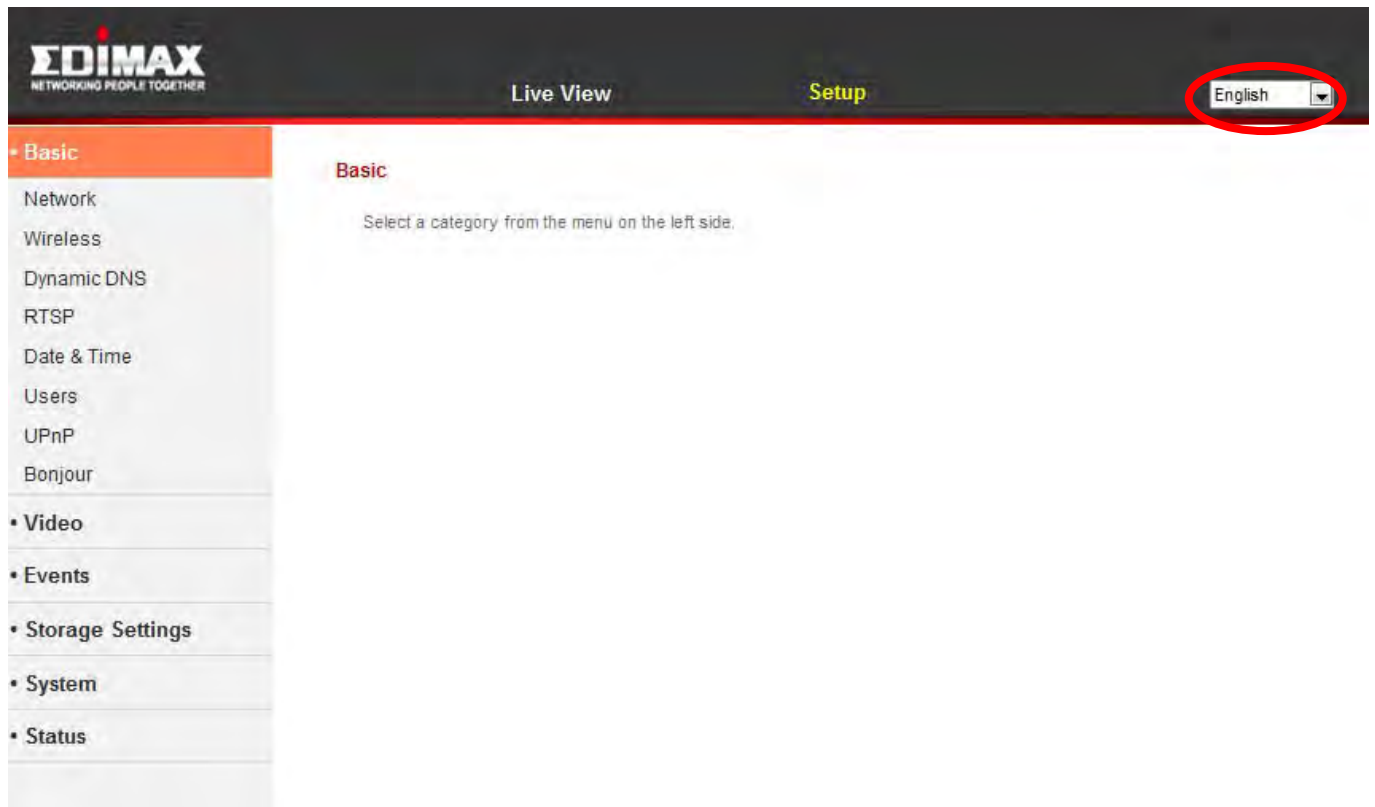 EDIMAX
NETWORKING PEOPLE TOGETHER
Live View
Setup
English
• Basic
Network
Wireless
Dynamic DNS
RTSP
Date & Time
Users
UPnP
Bonjour
• Video
• Events
• Storage Settings
• System
• Status
Basic
Select a category from the menu on the left side.